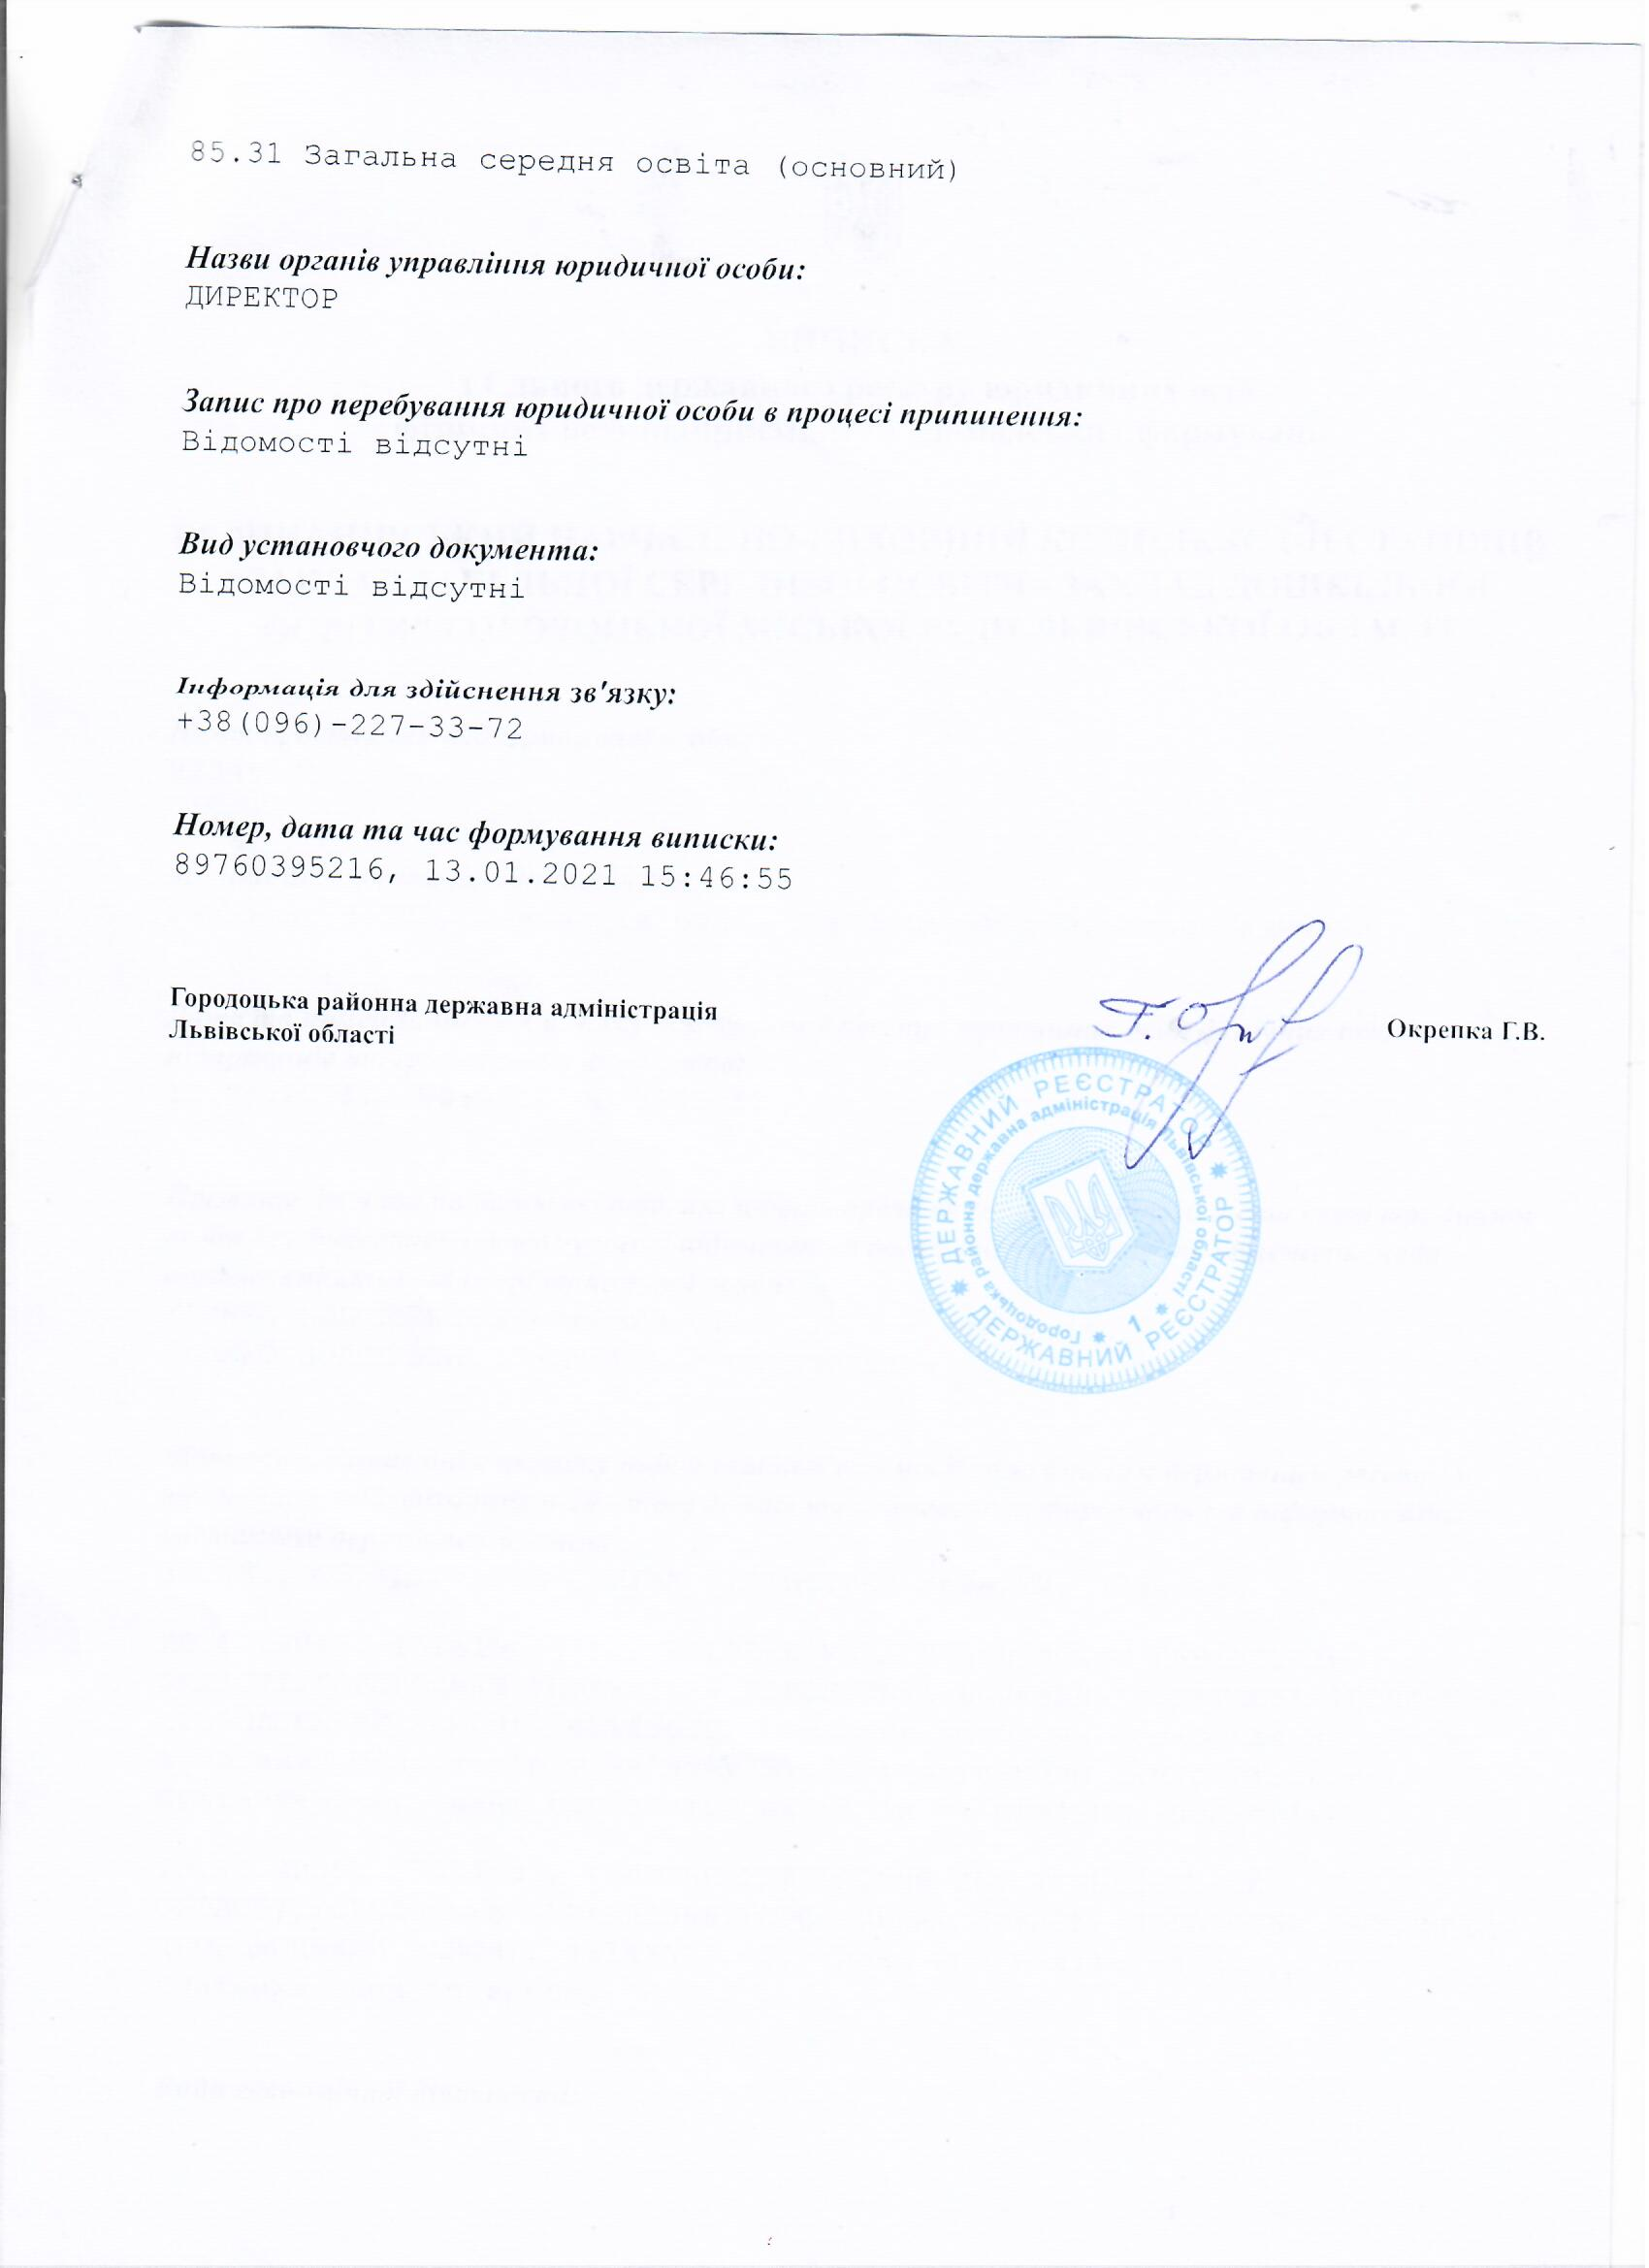 85.31 Загальна середня освіта (основний)
Назви органів управління юридичної особи:
ДИРЕКТОР
Запис про перебування юридичної особи в процесі припинення:
Відомості відсутні
Вид установчого документа:
Відомості відсутні
Інформація для здійснення зв'язку:
+38(096)-227-33-72
Номер, дата та час формування виписки:
89760395216, 13.01.2021 15:46:55
Городоцька районна державна адміністрація
Львівської області
Окрепка Г.В.
ДЕРЖАВНИЙ РЕЄСТРАТОР * ДЕРЖАВНИЙ РЕЄСТРАТОР *
Городоцька районна державна адміністрація Львівської області * 1 *